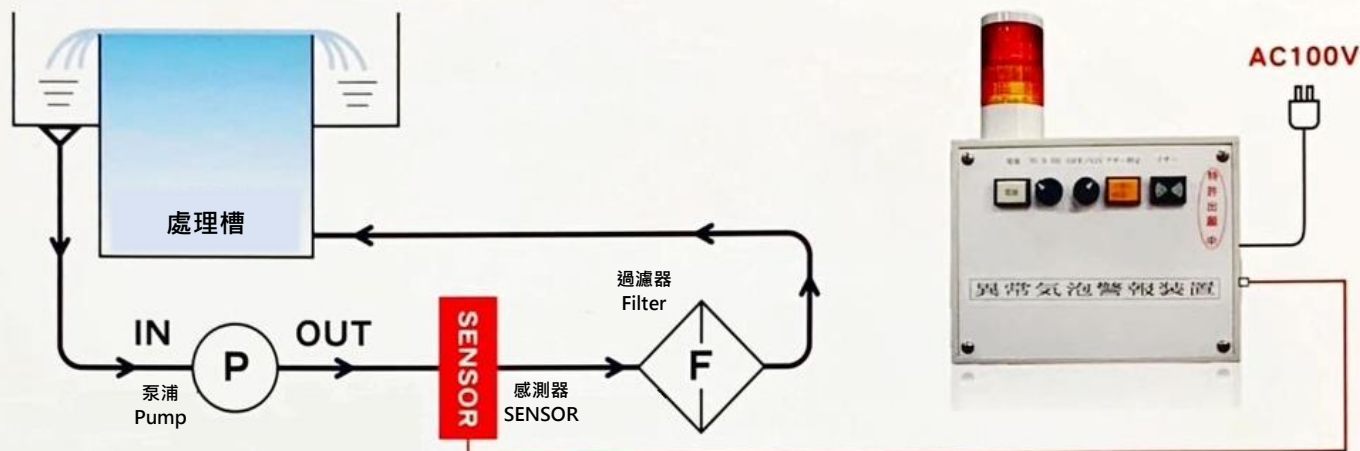 AC100V
處理槽
過濾器
Filter
IN
P
OUT
SENSOR
F
泵浦
Pump
感測器
SENSOR
特許出願中
異常気泡警報装置